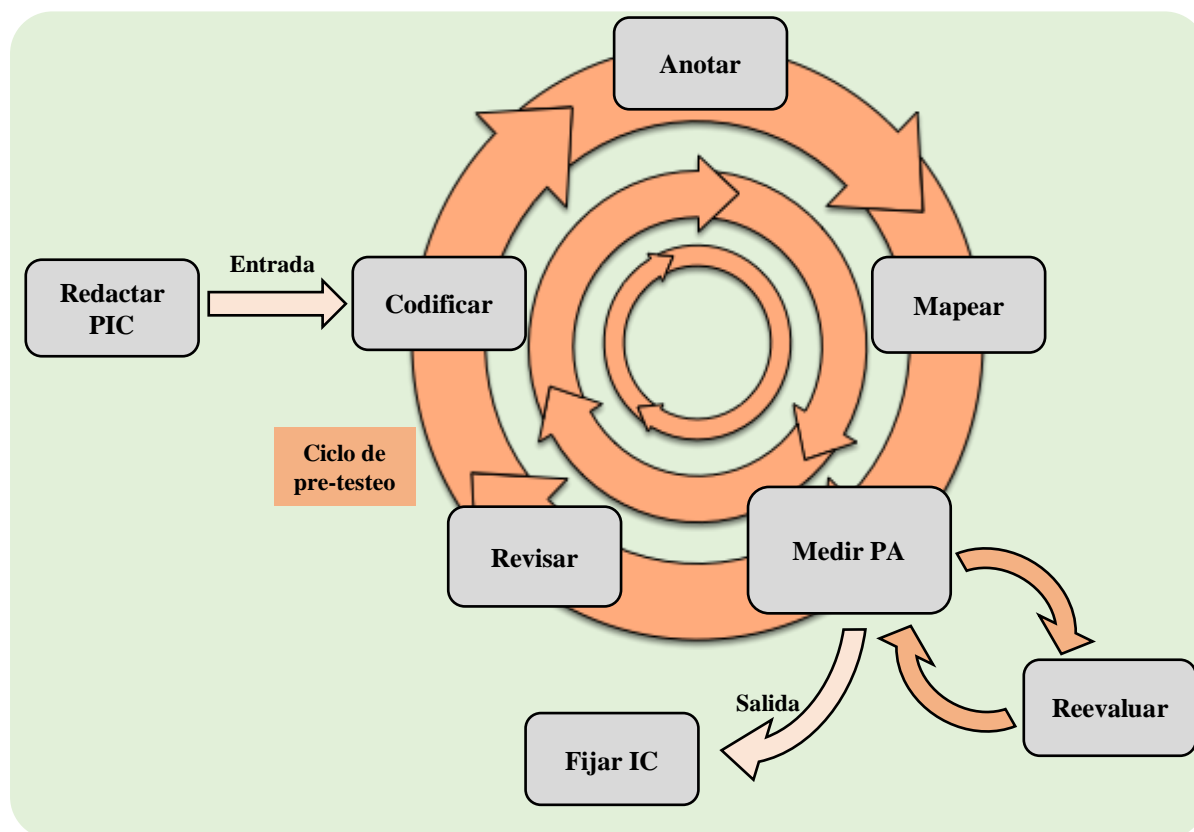 Anotar
Entrada
Redactar
PIC
Codificar
Mapear
Ciclo de
pre-testeo
Revisar
Medir PA
Salida
Reevaluar
Fijar IC